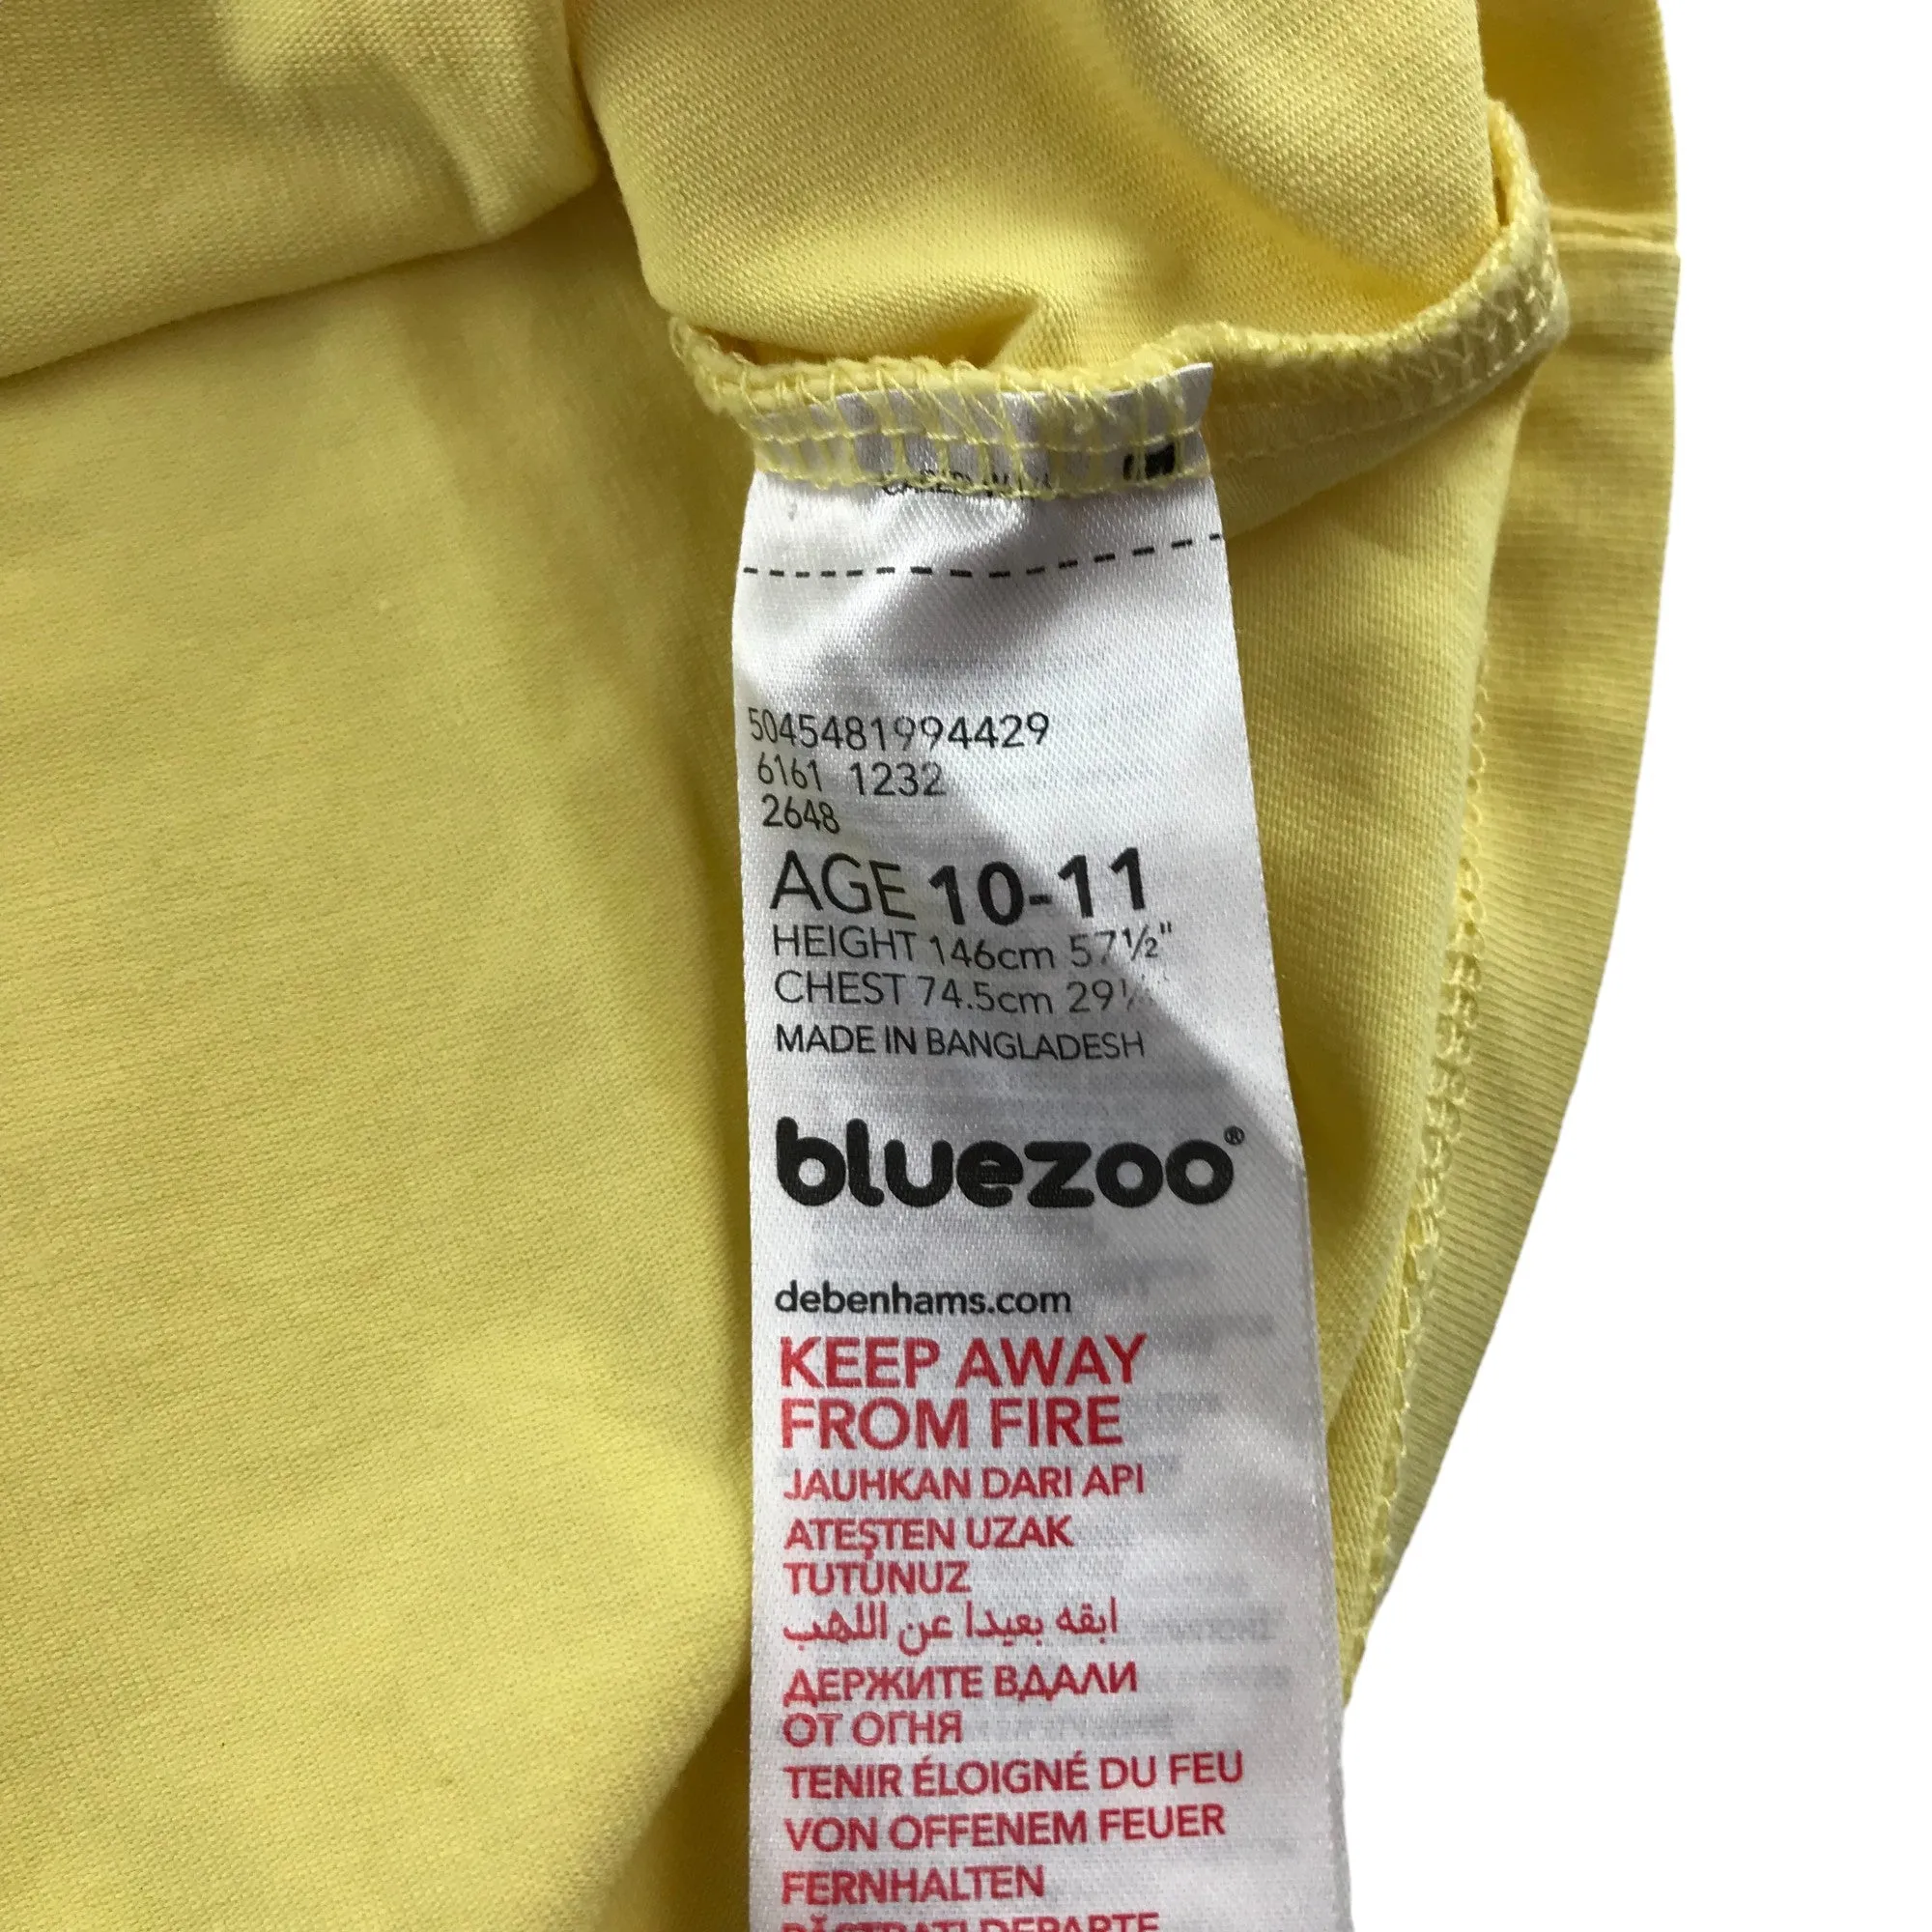 5045481994429
6161 1232
2648
AGE 10-11
HEIGHT 146cm 57½"
CHEST 74.5cm 29
MADE IN BANGLADESH
bluezoo®
debenhams.com
KEEP AWAY
FROM FIRE
JAUHKAN DARI API
ATEŞTEN UZAK
TUTUNUZ
ابقه بعيدا عن اللهب
ДЕРЖИТЕ ВДАЛИ
ОТ ОГНЯ
TENIR ÉLOIGNÉ DU FEU
VON OFFENEM FEUER
FERNHALTEN
PĂSTRAȚI DEPARTE